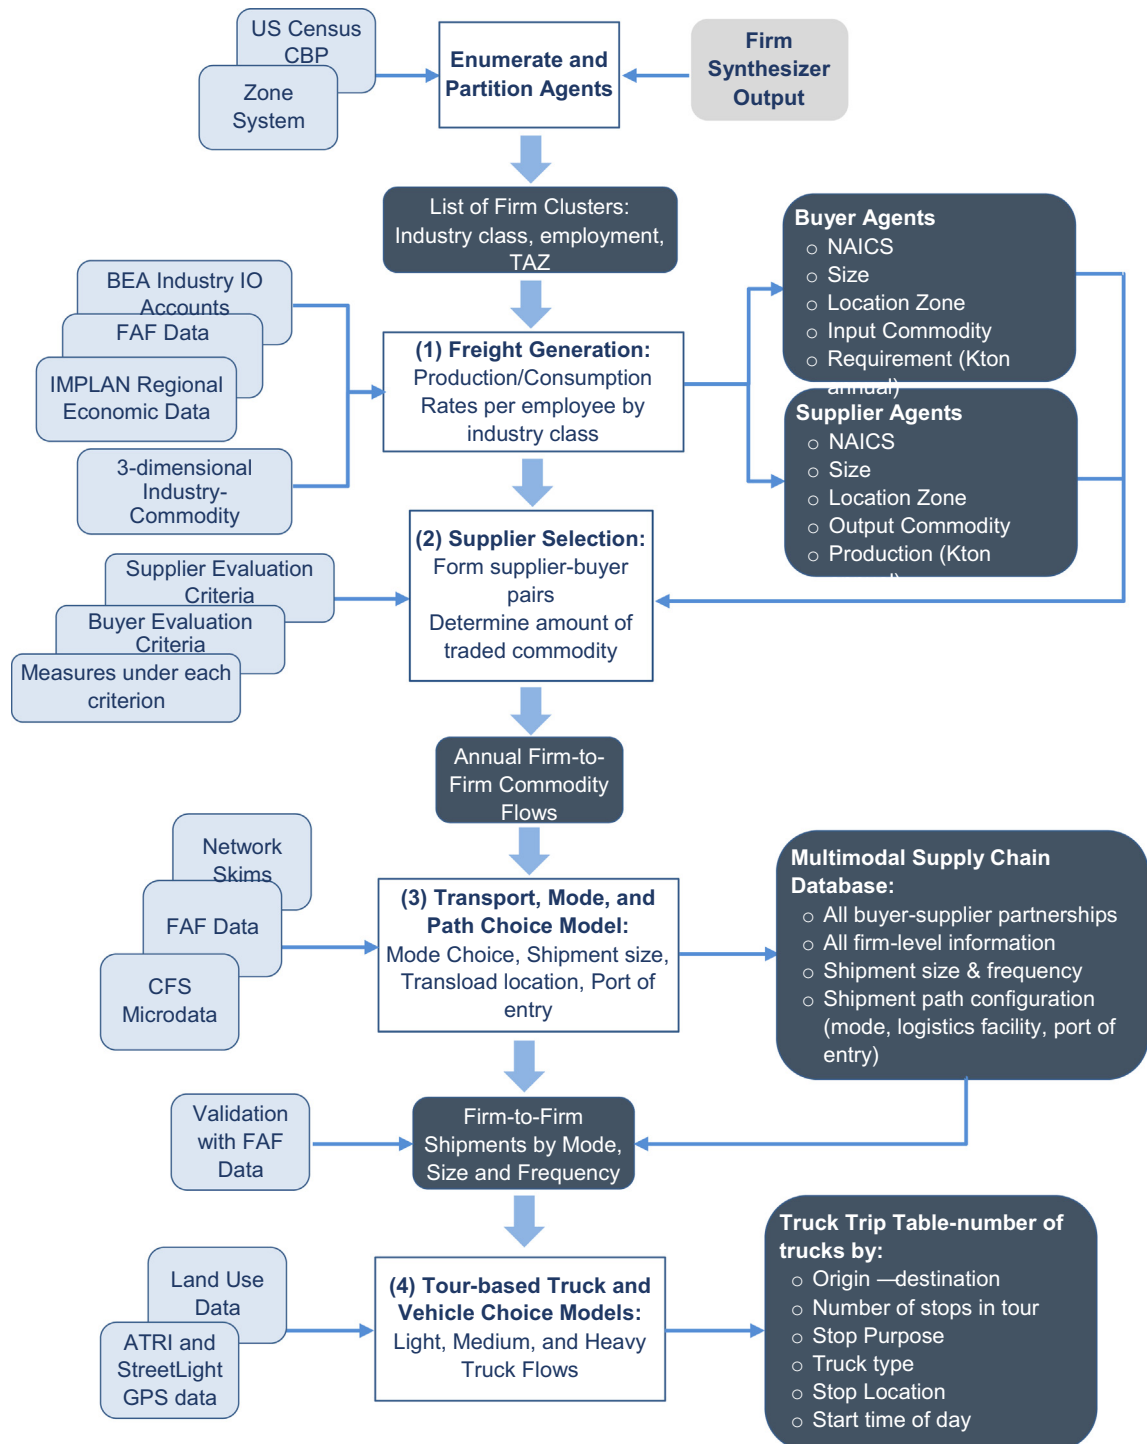 US Census
CBP
Zone
System
Enumerate and
Partition Agents
Firm
Synthesizer
Output
List of Firm Clusters:
Industry class, employment,
TAZ
Buyer Agents
○ NAICS
○ Size
○ Location Zone
○ Input Commodity
○ Requirement (Kton
annual)
BEA Industry IO
Accounts
FAF Data
IMPLAN Regional
Economic Data
3-dimensional
Industry-
Commodity
(1) Freight Generation:
Production/Consumption
Rates per employee by
industry class
Supplier Agents
○ NAICS
○ Size
○ Location Zone
○ Output Commodity
○ Production (Kton
Supplier Evaluation
Criteria
Buyer Evaluation
Criteria
Measures under each
criterion
(2) Supplier Selection:
Form supplier-buyer
pairs
Determine amount of
traded commodity
Annual Firm-to-
Firm Commodity
Flows
Network
Skims
FAF Data
CFS
Microdata
(3) Transport, Mode, and
Path Choice Model:
Mode Choice, Shipment size,
Transload location, Port of
entry
Multimodal Supply Chain
Database:
○ All buyer-supplier partnerships
○ All firm-level information
○ Shipment size & frequency
○ Shipment path configuration
(mode, logistics facility, port of
entry)
Validation
with FAF
Data
Firm-to-Firm
Shipments by Mode,
Size and Frequency
Land Use
Data
ATRI and
StreetLight
GPS data
(4) Tour-based Truck and
Vehicle Choice Models:
Light, Medium, and Heavy
Truck Flows
Truck Trip Table-number of
trucks by:
○ Origin —destination
○ Number of stops in tour
○ Stop Purpose
○ Truck type
○ Stop Location
○ Start time of day